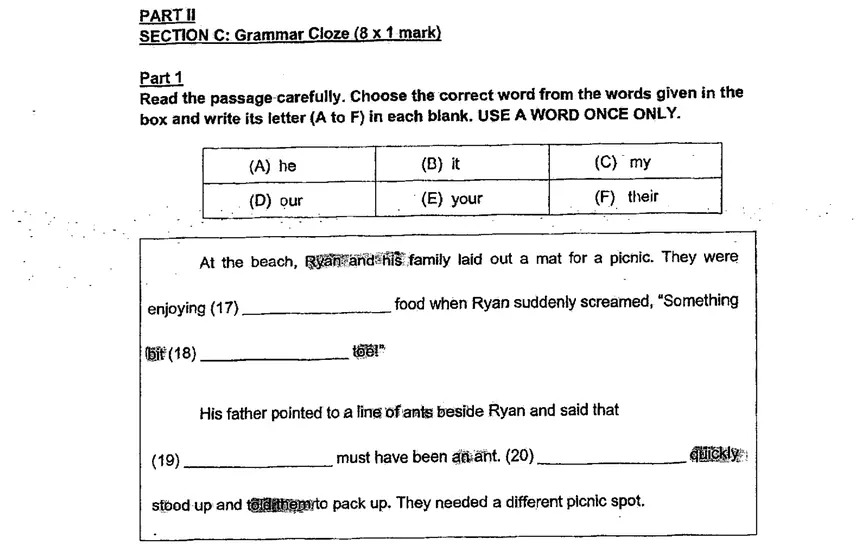 PART II
SECTION C: Grammar Cloze (8 x 1 mark)
Part 1
Read the passage carefully. Choose the correct word from the words given in the
box and write its letter (A to F) in each blank. USE A WORD ONCE ONLY.
(A) he (B) it (C) my
(D) our (E) your (F) their
At the beach, Ryan and his family laid out a mat for a picnic. They were
enjoying (17) ____________ food when Ryan suddenly screamed, "Something
bit (18) ____________ toe!"
His father pointed to a line of ants beside Ryan and said that
(19) ____________ must have been an ant. (20) ____________ quickly
stood up and told them to pack up. They needed a different picnic spot.